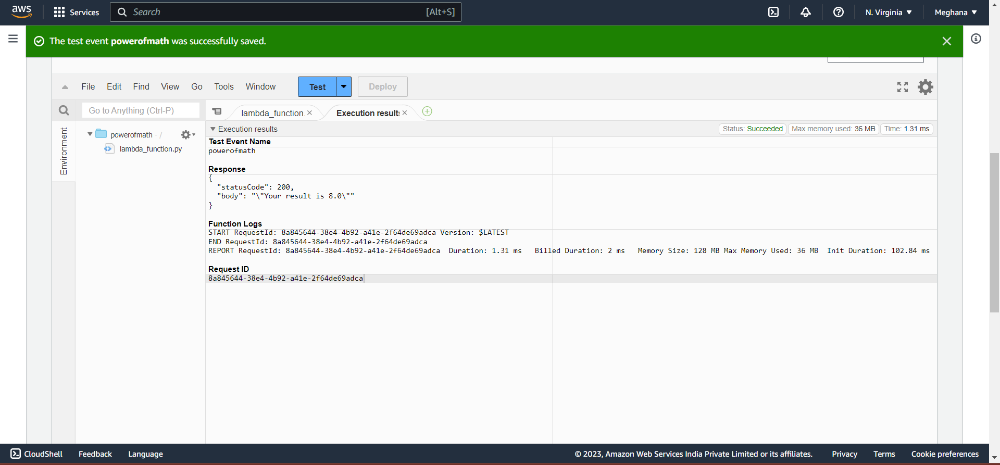 aws
Services
Search
[Alt+S]
N. Virginia
Meghana
The test event powerofmath was successfully saved.
File Edit Find View Go Tools Window Test Deploy
Go to Anything (Ctrl-P)
lambda_function.
Execution results
Execution results
Status: Succeeded
Max memory used: 36 MB
Time: 1.31 ms
Environment
powerofmath - /
lambda_function.py
Test Event Name
powerofmath
Response
{
"statusCode": 200,
"body": "\"Your result is 8.0\""
}
Function Logs
START RequestId: 8a845644-38e4-4b92-a41e-2f64de69adca Version: $LATEST
END RequestId: 8a845644-38e4-4b92-a41e-2f64de69adca
REPORT RequestId: 8a845644-38e4-4b92-a41e-2f64de69adca Duration: 1.31 ms Billed Duration: 2 ms Memory Size: 128 MB Max Memory Used: 36 MB Init Duration: 102.84 ms
Request ID
8a845644-38e4-4b92-a41e-2f64de69adca
CloudShell Feedback Language
© 2023, Amazon Web Services India Private Limited or its affiliates. Privacy Terms Cookie preferences